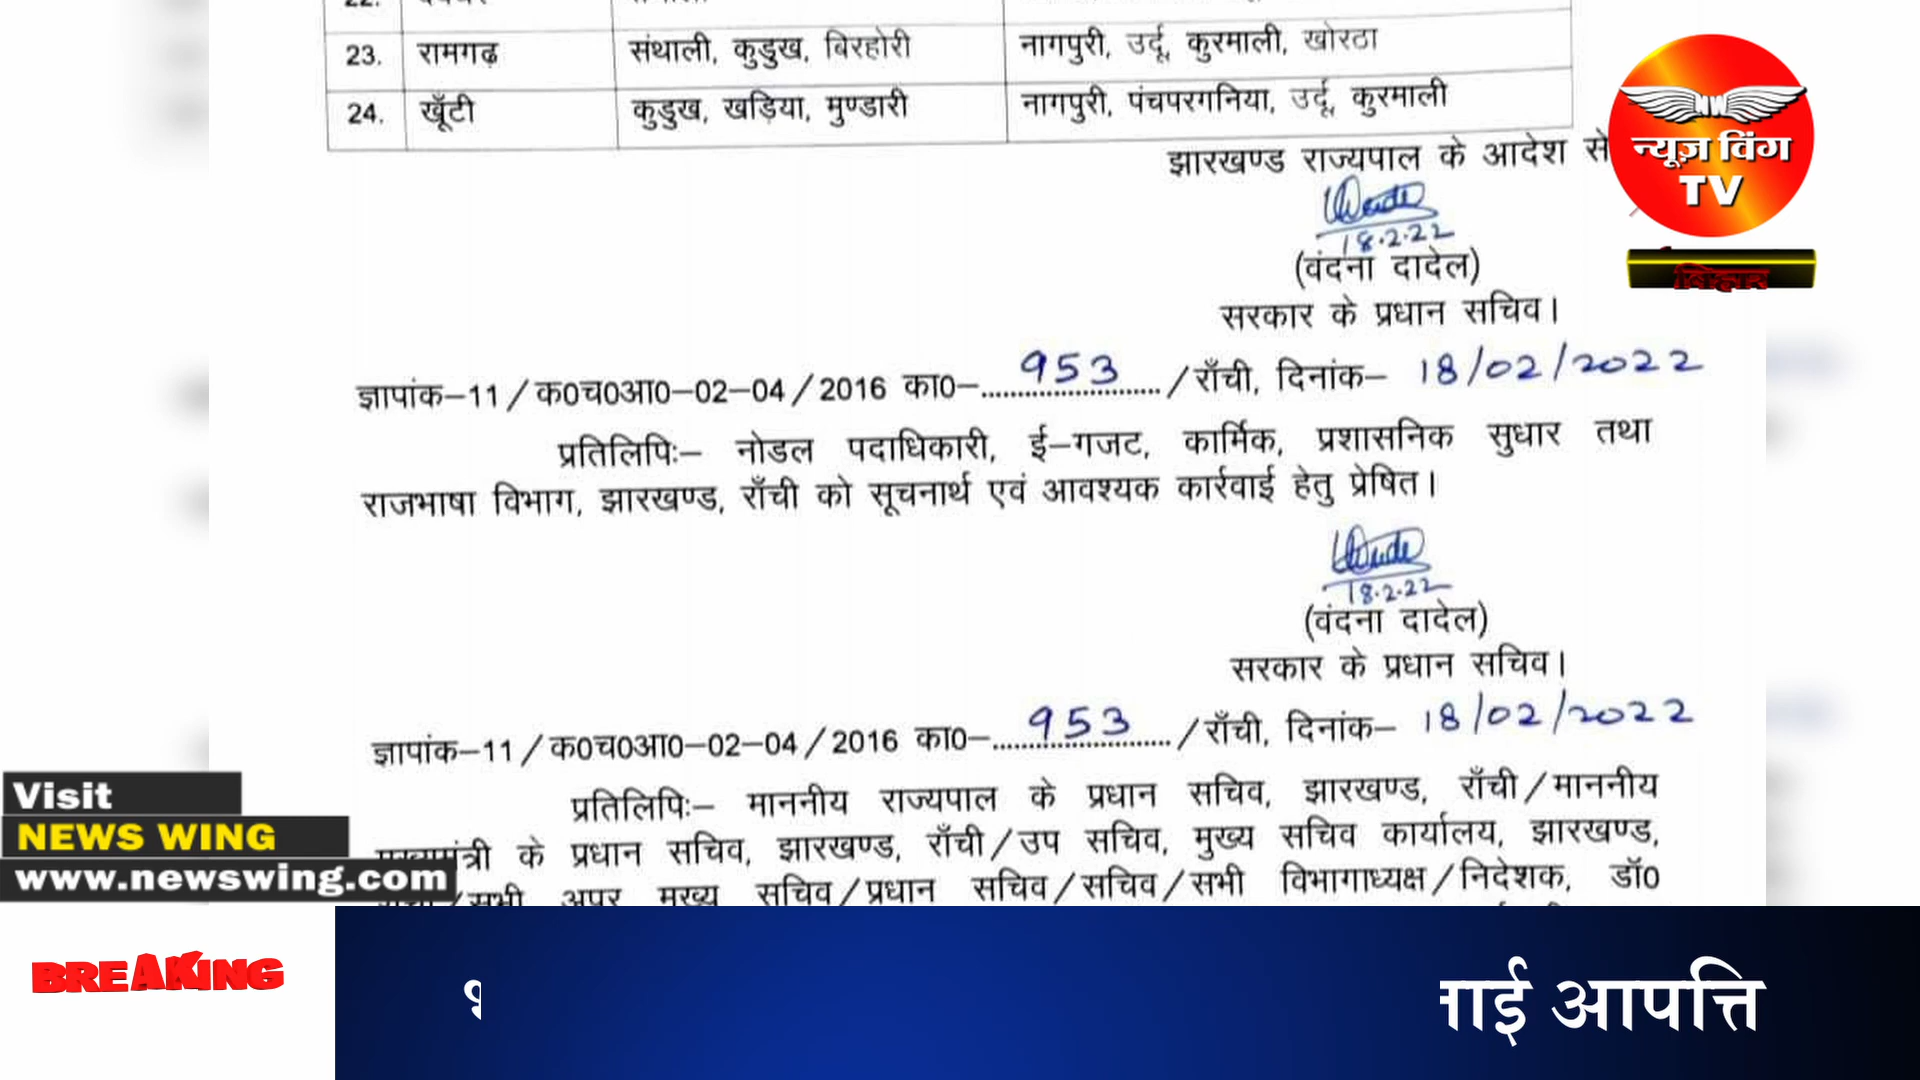 22.
23. रामगढ़ संथाली, कुडुख, बिरहोरी नागपुरी, उर्दू, कुरमाली, खोरठा
24. खूँटी कुडुख, खड़िया, मुण्डारी नागपुरी, पंचपरगनिया, उर्दू, कुरमाली
झारखण्ड राज्यपाल के आदेश से
NW
न्यूज़ विंग
TV
बिहार
18.2.22
(वंदना दादेल)
सरकार के प्रधान सचिव।
ज्ञापांक–11/क0च0आ0–02–04/2016 का0–953/राँची, दिनांक– 18/02/2022
प्रतिलिपिः– नोडल पदाधिकारी, ई–गजट, कार्मिक, प्रशासनिक सुधार तथा
राजभाषा विभाग, झारखण्ड, राँची को सूचनार्थ एवं आवश्यक कार्रवाई हेतु प्रेषित।
18.2.22
(वंदना दादेल)
सरकार के प्रधान सचिव।
ज्ञापांक–11/क0च0आ0–02–04/2016 का0–953/राँची, दिनांक– 18/02/2022
प्रतिलिपिः– माननीय राज्यपाल के प्रधान सचिव, झारखण्ड, राँची/माननीय
मुख्यमंत्री के प्रधान सचिव, झारखण्ड, राँची/उप सचिव, मुख्य सचिव कार्यालय, झारखण्ड,
राँची/सभी अपर मुख्य सचिव/प्रधान सचिव/सचिव/सभी विभागाध्यक्ष/निदेशक, डॉ0
Visit
NEWS WING
www.newswing.com
BREAKING
आपत्ति